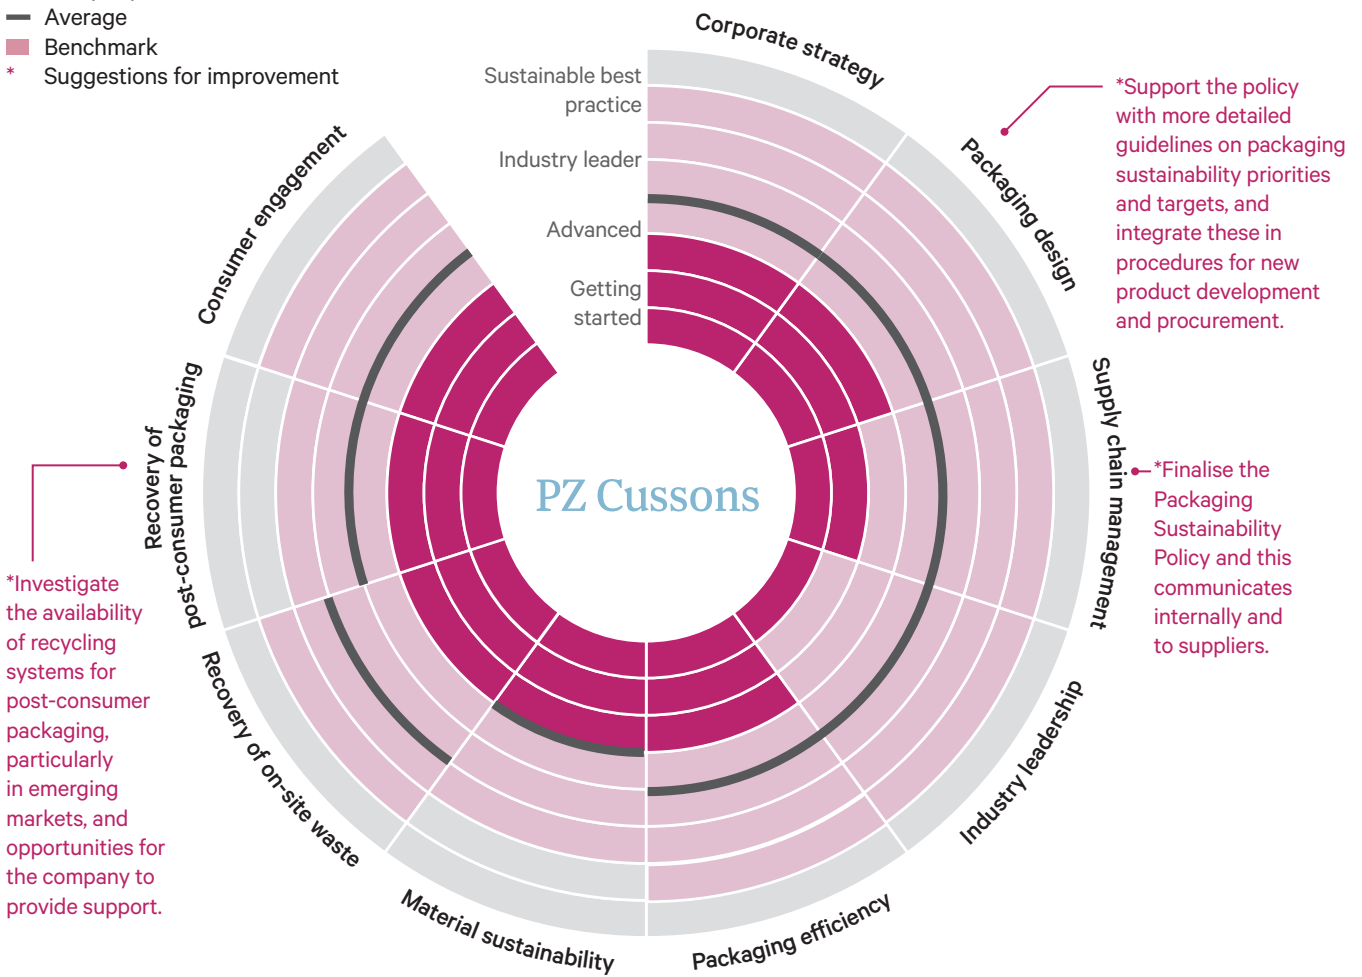 Average
Benchmark
* Suggestions for improvement
Sustainable best
practice
Industry leader
Advanced
Getting
started
Corporate strategy
Packaging design
Supply chain management
Industry leadership
Packaging efficiency
Material sustainability
Recovery of on-site waste
Recovery of
post-consumer packaging
Consumer engagement
PZ Cussons
*Support the policy
with more detailed
guidelines on packaging
sustainability priorities
and targets, and
integrate these in
procedures for new
product development
and procurement.
*Finalise the
Packaging
Sustainability
Policy and this
communicates
internally and
to suppliers.
*Investigate
the availability
of recycling
systems for
post-consumer
packaging,
particularly
in emerging
markets, and
opportunities for
the company to
provide support.